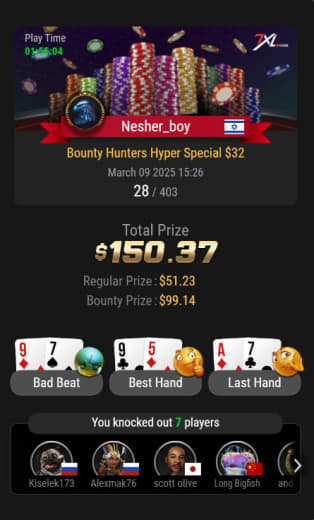 Play Time
01:55:04
7XL
Nesher_boy
Bounty Hunters Hyper Special $32
March 09 2025 15:26
28 / 403
Total Prize
$150.37
Regular Prize : $51.23
Bounty Prize : $99.14
9 7 9 5 A 7
Bad Beat Best Hand Last Hand
You knocked out 7 players
Kiselek173 Alexmak76 scott olive Long Bigfish